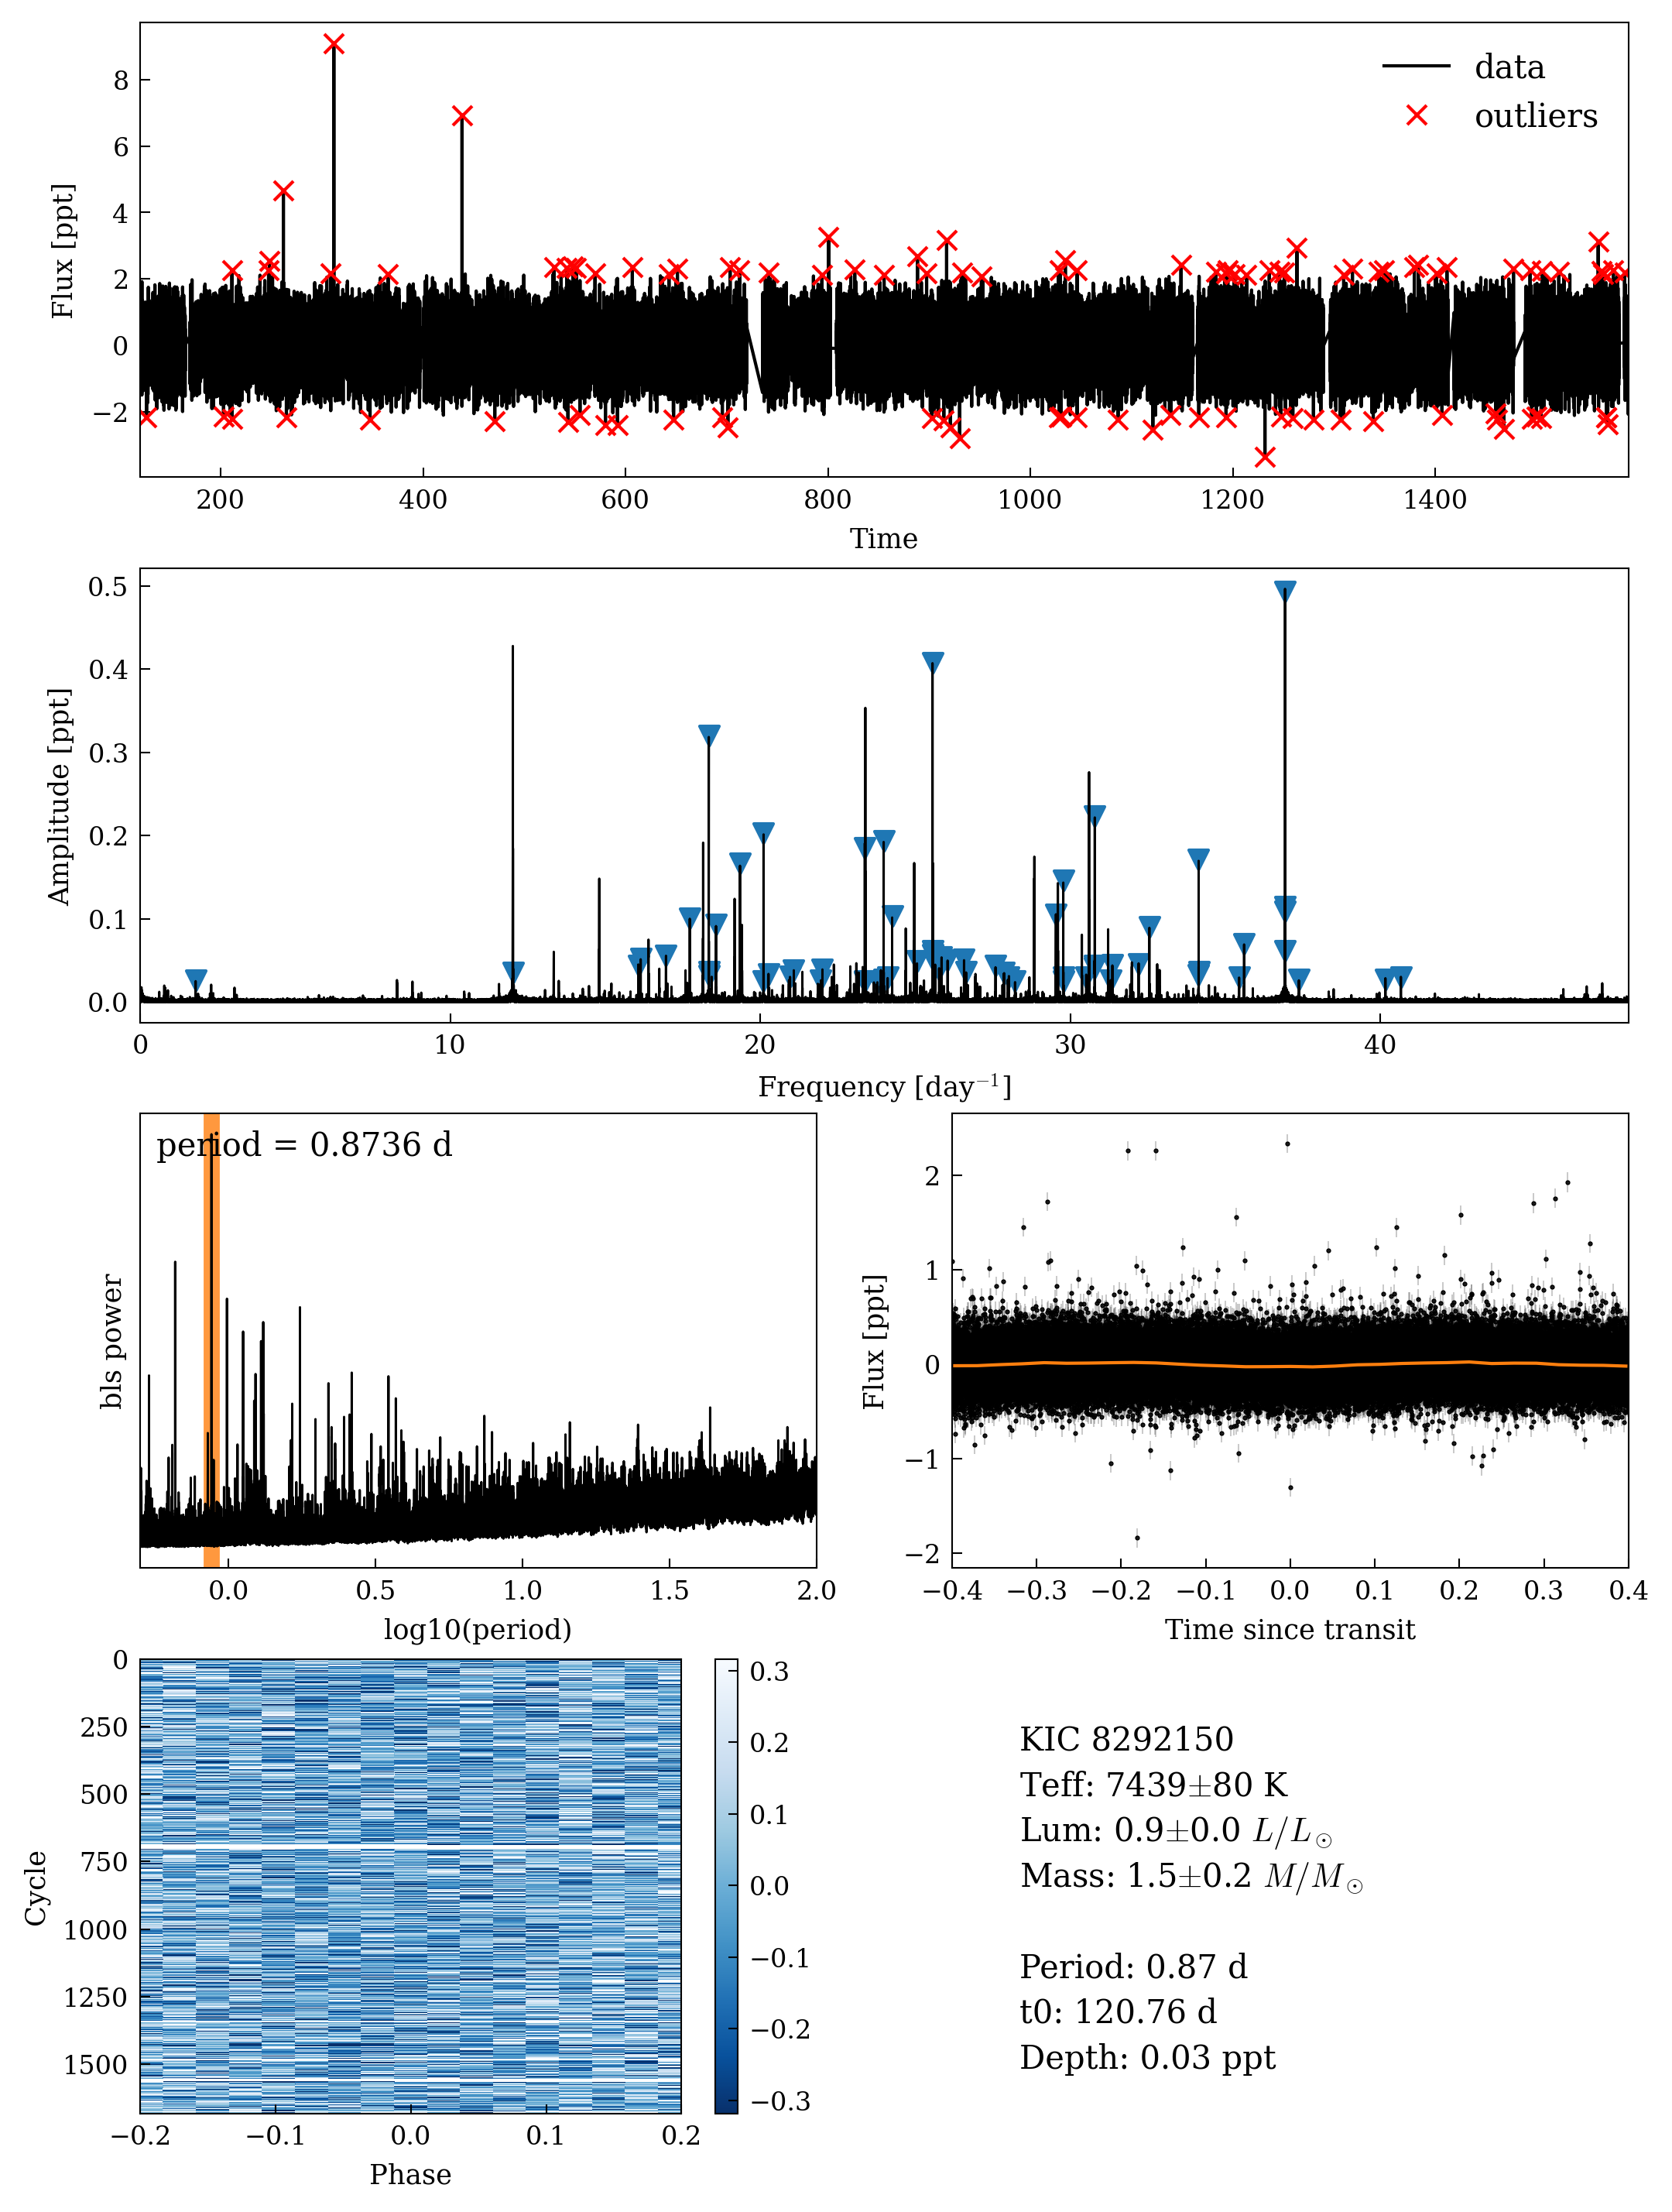 8
6
4
2
0
−2
Flux [ppt]
data
outliers
200 400 600 800 1000 1200 1400
Time
0.5
0.4
0.3
0.2
0.1
0.0
Amplitude [ppt]
0 10 20 30 40
Frequency [day⁻¹]
period = 0.8736 d
bls power
0.0 0.5 1.0 1.5 2.0
log10(period)
2
1
0
−1
−2
Flux [ppt]
−0.4 −0.3 −0.2 −0.1 0.0 0.1 0.2 0.3 0.4
Time since transit
0
250
500
750
1000
1250
1500
Cycle
−0.2 −0.1 0.0 0.1 0.2
Phase
0.3
0.2
0.1
0.0
−0.1
−0.2
−0.3
KIC 8292150
Teff: 7439±80 K
Lum: 0.9±0.0 L/L⊙
Mass: 1.5±0.2 M/M⊙
Period: 0.87 d
t0: 120.76 d
Depth: 0.03 ppt